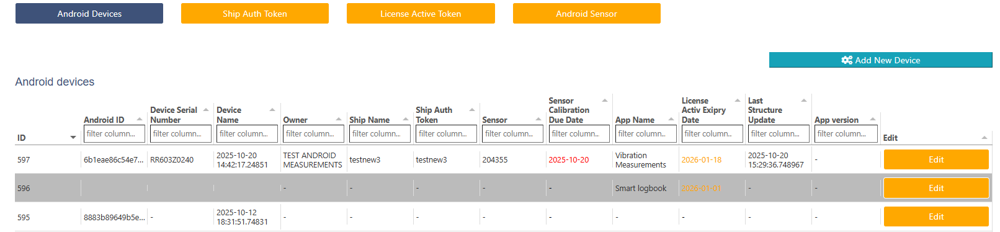 Android Devices
Ship Auth Token
License Active Token
Android Sensor
Add New Device
Android devices
ID
Android ID
filter column...
Device Serial
Number
filter column...
Device
Name
filter column...
Owner
filter column...
Ship Name
filter column...
Ship Auth
Token
filter column...
Sensor
filter column...
Sensor
Calibration
Due Date
filter column...
App Name
filter column...
License
Activ Exipry
Date
filter column...
Last
Structure
Update
filter column...
App version
filter column...
Edit
597
6b1eae86c54e7...
RR603Z0240
2025-10-20
14:42:17.24851
TEST ANDROID
MEASUREMENTS
testnew3
testnew3
204355
2025-10-20
Vibration
Measurements
2026-01-18
2025-10-20
15:29:36.748967
-
Edit
596
-
-
-
-
-
Smart logbook
2026-01-01
-
-
Edit
595
8883b89649b5e...
-
2025-10-12
18:31:51.74831
-
-
-
-
-
-
-
-
-
Edit